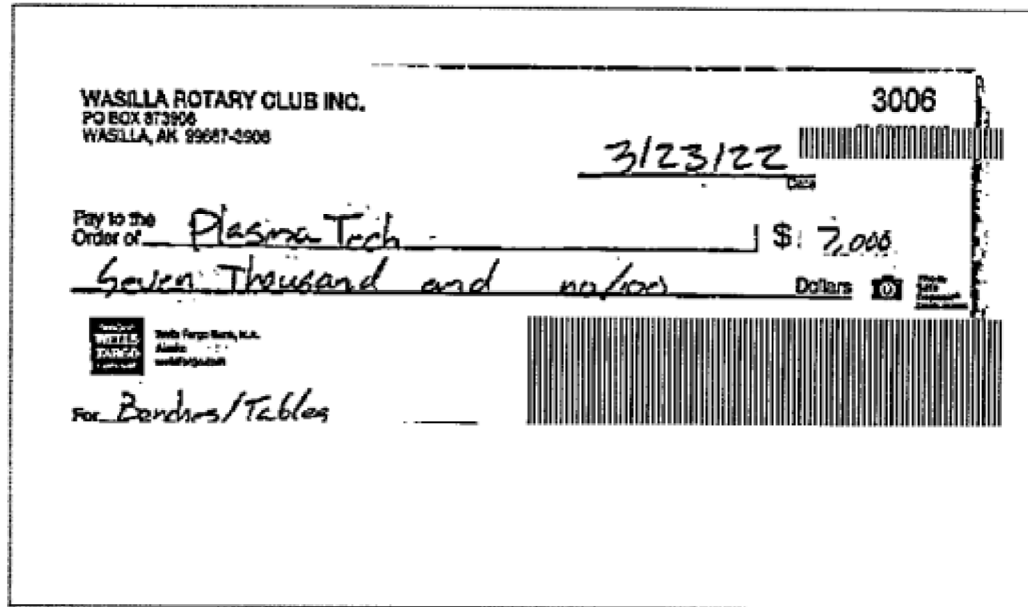 WASILLA ROTARY CLUB INC.
PO BOX 873906
WASILLA, AK 99687-3906
3006
3/23/22
Date
Pay to the
Order of Plasma Tech $ 7,000
Seven Thousand and no/100 Dollars
WELLS
FARGO
Wells Fargo Bank, N.A.
Alaska
wellsfargo.com
For Benches/Tables